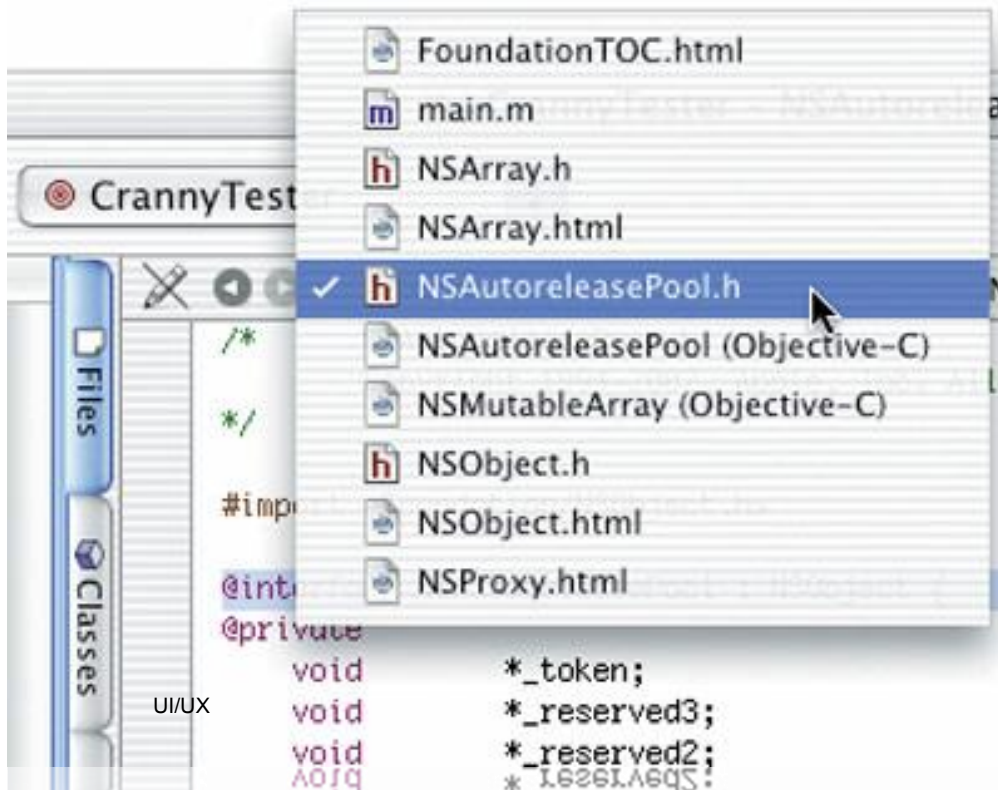 FoundationTOC.html
main.m
NSArray.h
NSArray.html
NSAutoreleasePool.h
NSAutoreleasePool (Objective-C)
NSMutableArray (Objective-C)
NSObject.h
NSObject.html
NSProxy.html
CrannyTest
Files
Classes
/*
*/
#imp
@int
@private
void *_token;
void *_reserved3;
void *_reserved2;
UI/UX